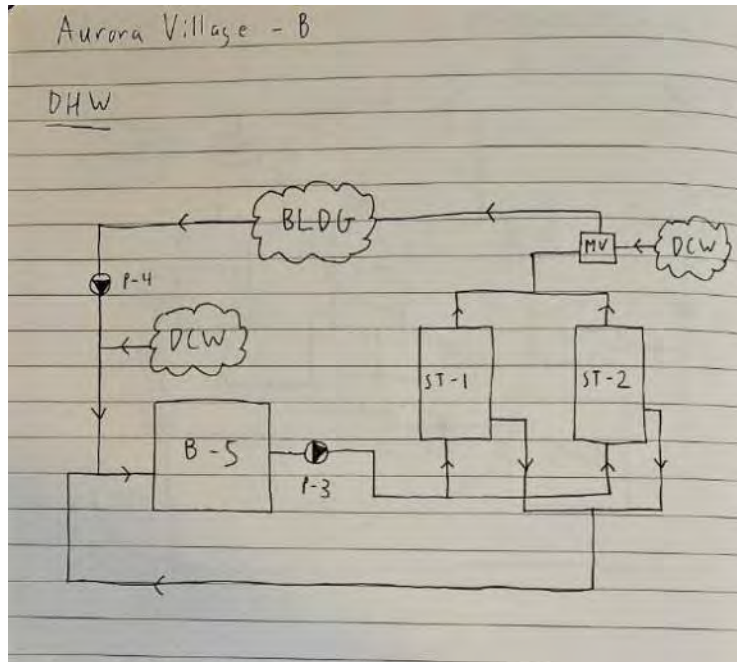 Aurora Village - B
DHW
BLDG
MV
DCW
P-4
DCW
ST-1
ST-2
B-5
P-3